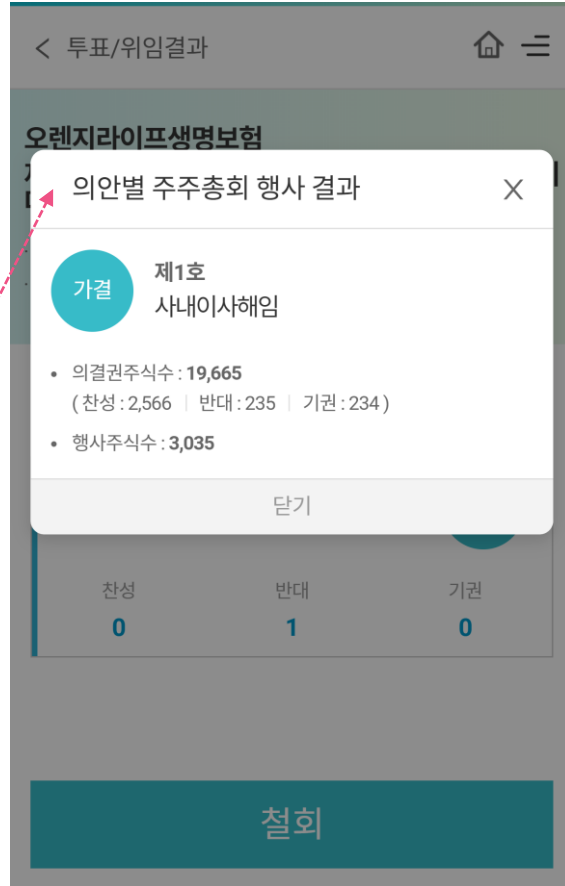 투표/위임결과
오렌지라이프생명보험
의안별 주주총회 행사 결과
가결
제1호
사내이사해임
• 의결권주식수 : 19,665
( 찬성 : 2,566 | 반대 : 235 | 기권 : 234 )
• 행사주식수 : 3,035
닫기
찬성 반대 기권
0 1 0
철회